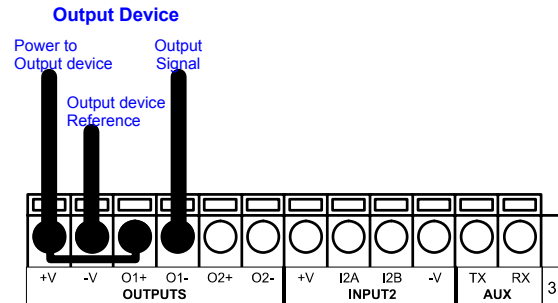 Output Device
Power to
Output device
Output
Signal
Output device
Reference
+V -V O1+ O1- O2+ O2- +V I2A I2B -V TX RX
OUTPUTS INPUT2 AUX 3